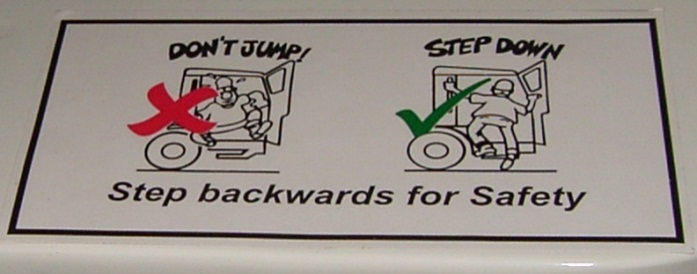 DON'T JUMP!
STEP DOWN
Step backwards for Safety